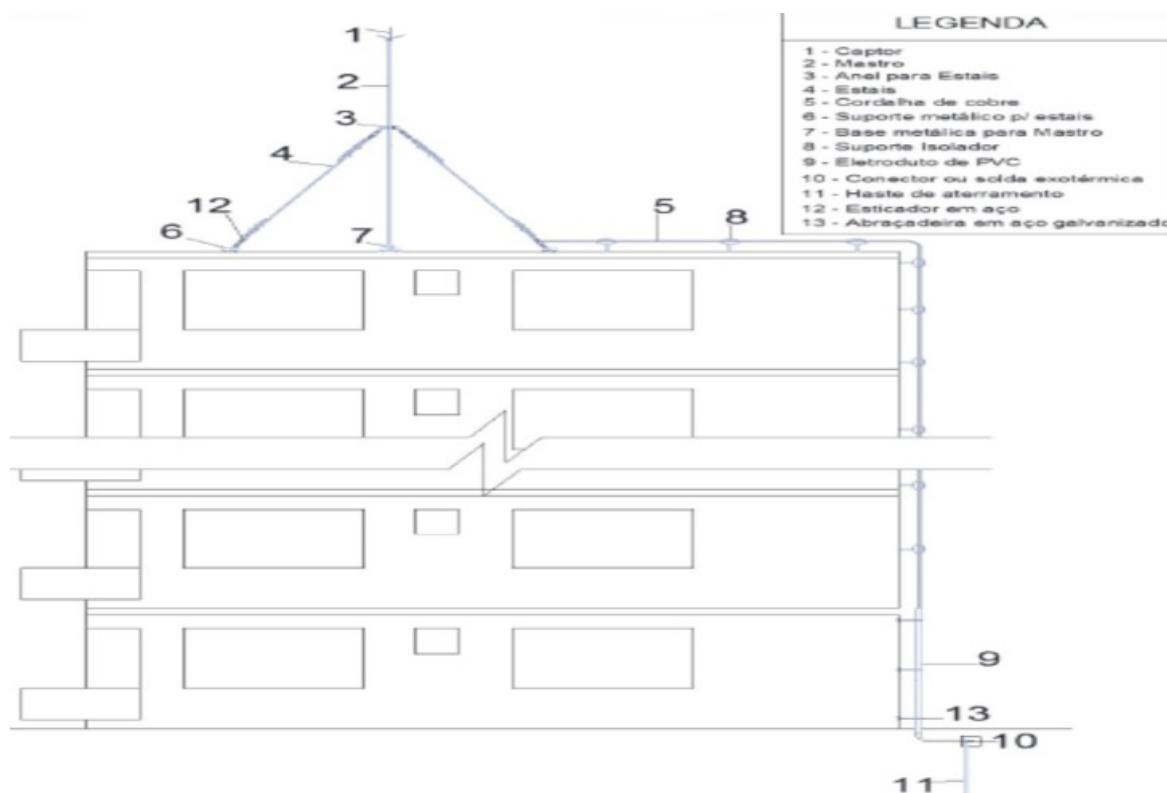 LEGENDA
1 - Captor
2 - Mastro
3 - Anel para Estais
4 - Estais
5 - Cordalha de cobre
6 - Suporte metálico p/ estais
7 - Base metálica para Mastro
8 - Suporte Isolador
9 - Eletroduto de PVC
10 - Conector ou solda exotérmica
11 - Haste de aterramento
12 - Esticador em aço
13 - Abraçadeira em aço galvanizado
1
2
3
4
12
6
7
5
8
9
13
10
11